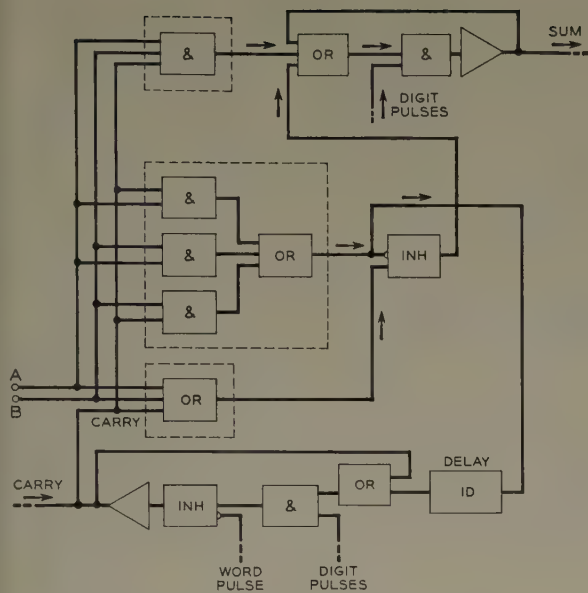 &
OR
&
SUM
DIGIT
PULSES
&
&
OR
INH
&
A
B
OR
CARRY
CARRY
DELAY
INH
&
OR
ID
WORD
PULSE
DIGIT
PULSES